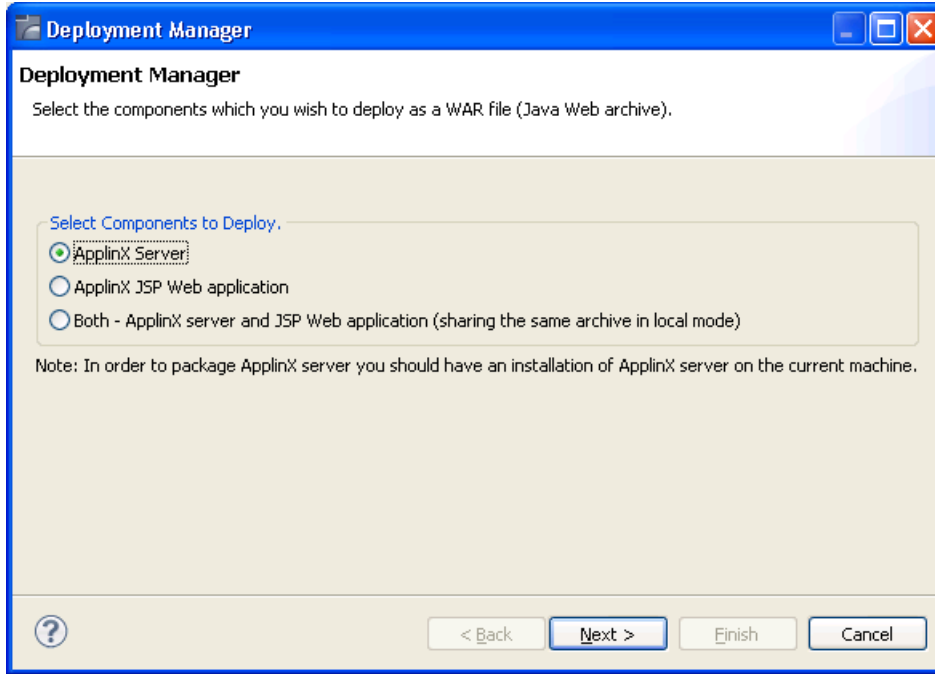 Deployment Manager
Deployment Manager
Select the components which you wish to deploy as a WAR file (Java Web archive).
Select Components to Deploy.
ApplinX Server
ApplinX JSP Web application
Both - ApplinX server and JSP Web application (sharing the same archive in local mode)
Note: In order to package ApplinX server you should have an installation of ApplinX server on the current machine.
?
< Back
Next >
Finish
Cancel